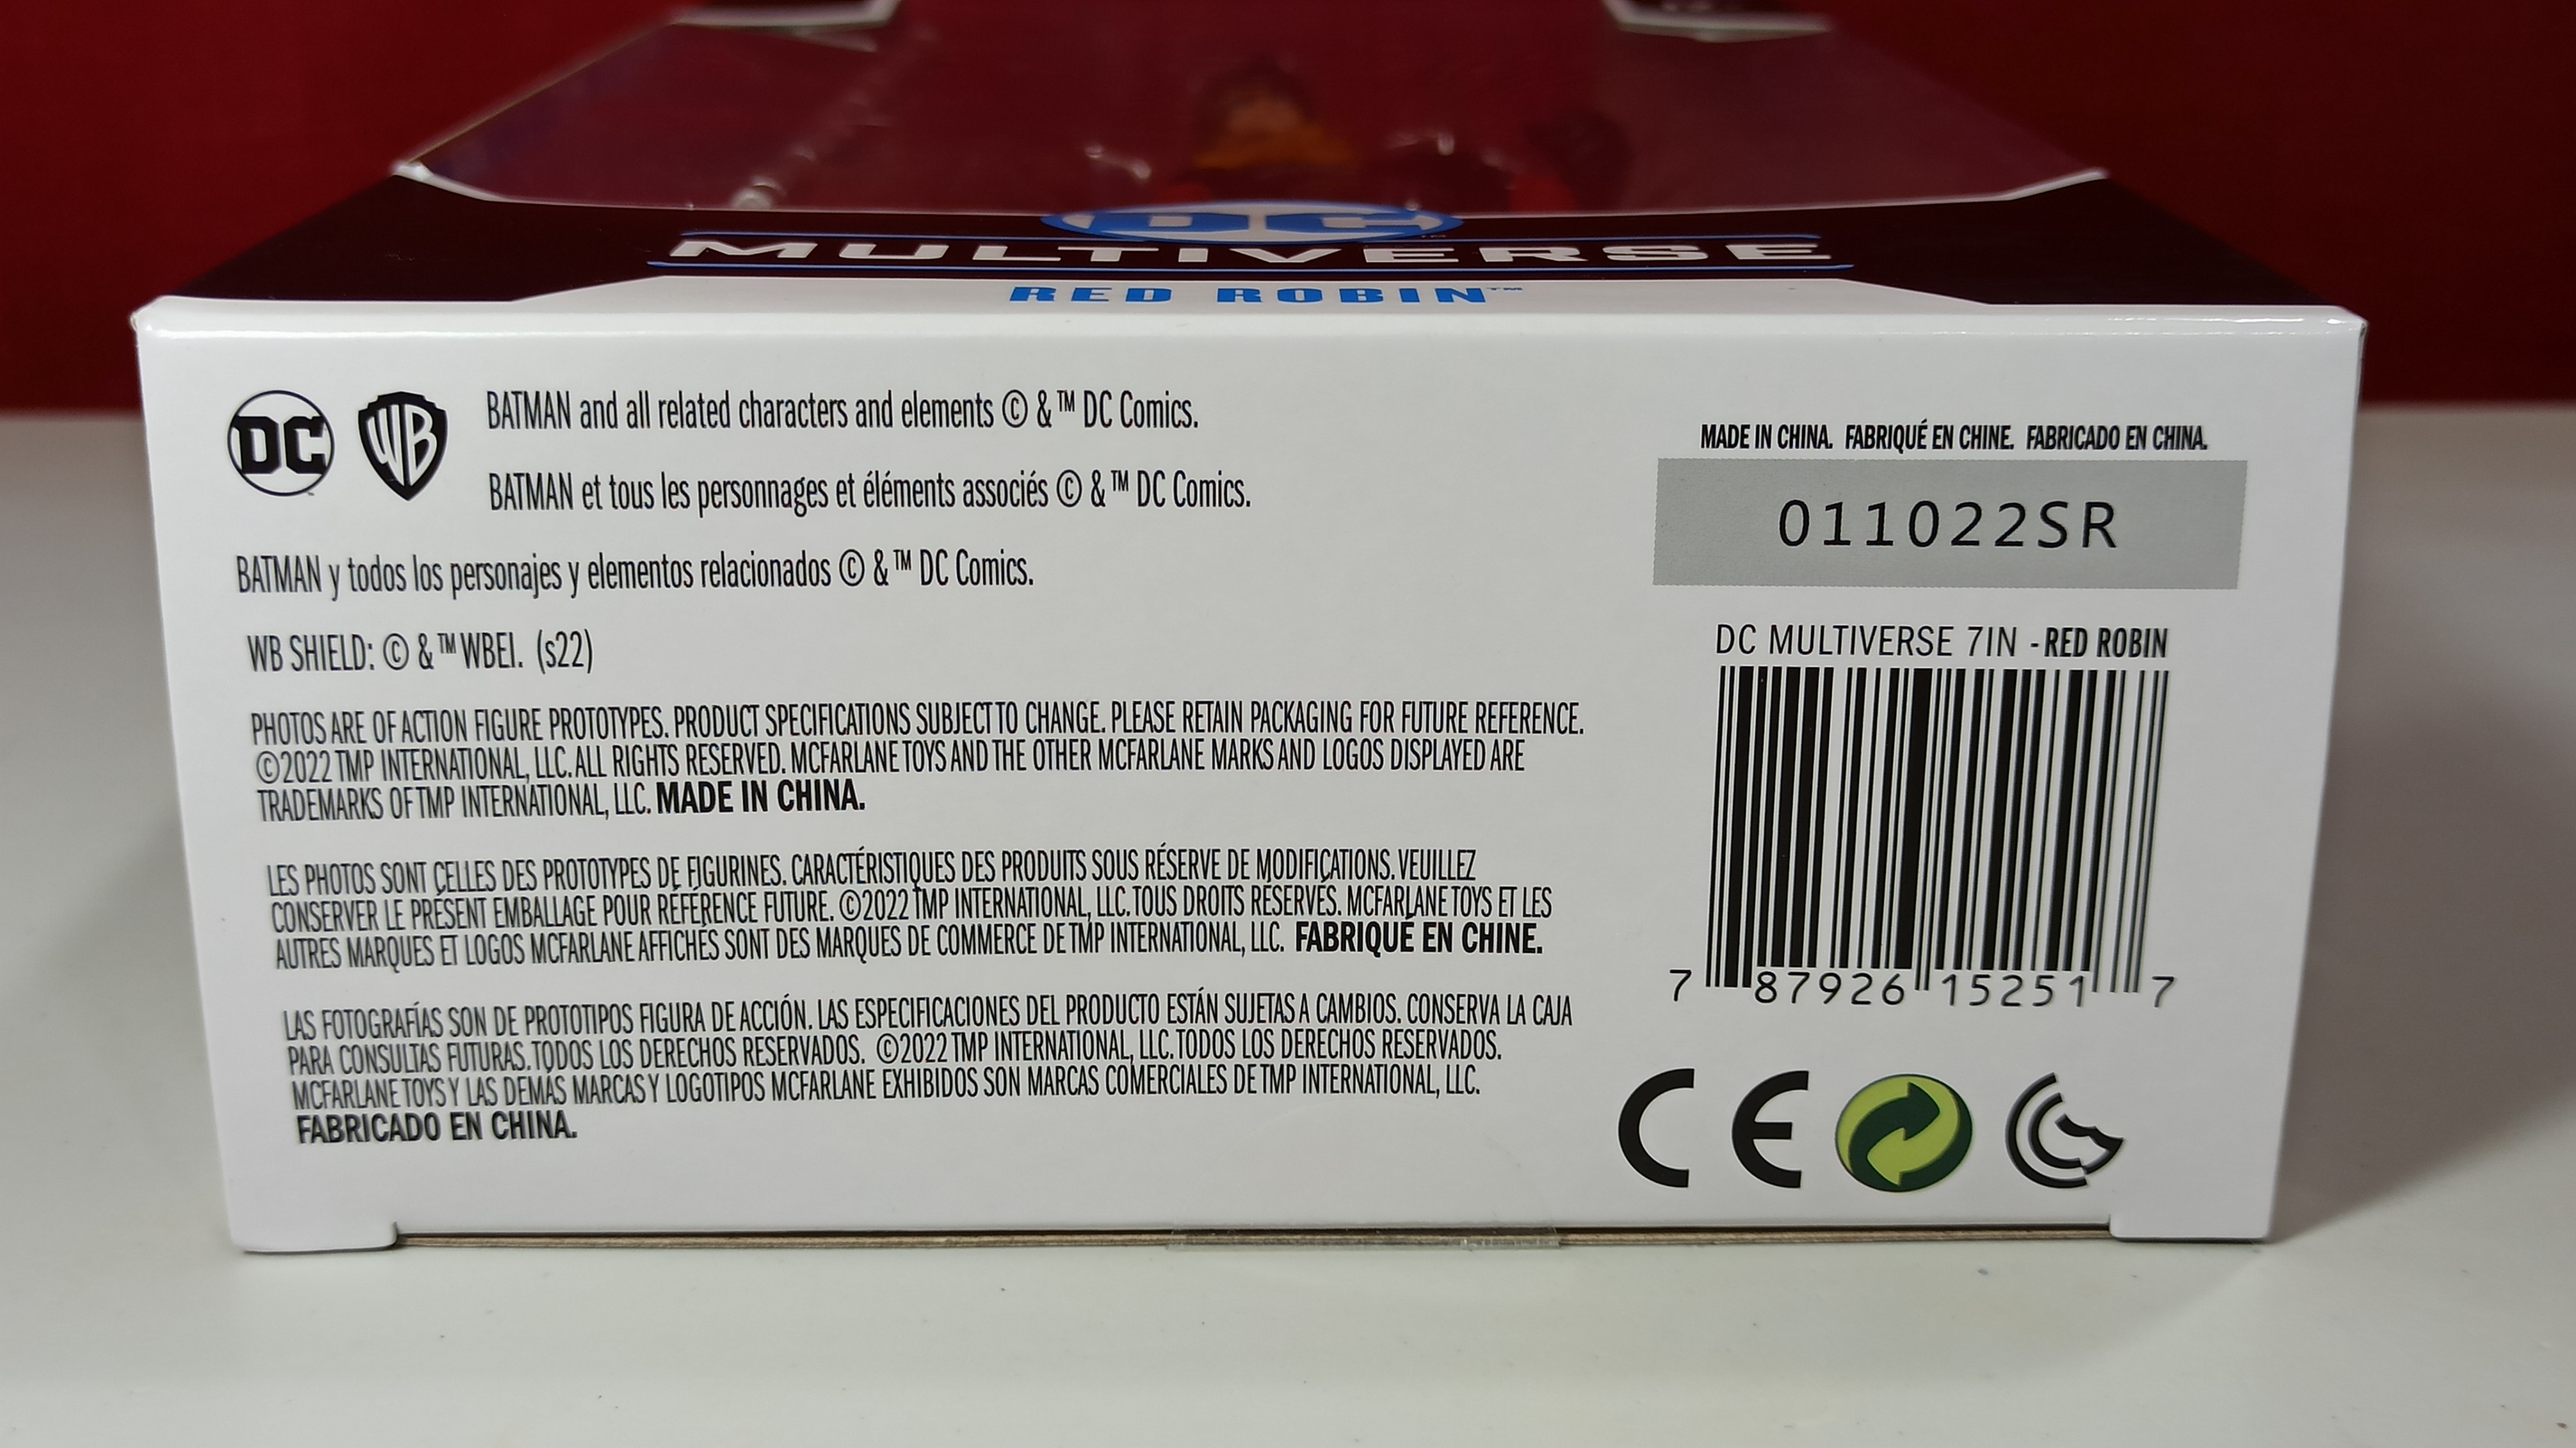 DC
MULTIVERSE
RED ROBIN™
DC WB BATMAN and all related characters and elements © & ™ DC Comics.
BATMAN et tous les personnages et éléments associés © & ™ DC Comics.
BATMAN y todos los personajes y elementos relacionados © & ™ DC Comics.
WB SHIELD: © & ™ WBEI. (s22)
PHOTOS ARE OF ACTION FIGURE PROTOTYPES. PRODUCT SPECIFICATIONS SUBJECT TO CHANGE. PLEASE RETAIN PACKAGING FOR FUTURE REFERENCE.
©2022 TMP INTERNATIONAL, LLC. ALL RIGHTS RESERVED. MCFARLANE TOYS AND THE OTHER MCFARLANE MARKS AND LOGOS DISPLAYED ARE
TRADEMARKS OF TMP INTERNATIONAL, LLC. MADE IN CHINA.
LES PHOTOS SONT CELLES DES PROTOTYPES DE FIGURINES. CARACTÉRISTIQUES DES PRODUITS SOUS RÉSERVE DE MODIFICATIONS. VEUILLEZ
CONSERVER LE PRÉSENT EMBALLAGE POUR RÉFÉRENCE FUTURE. ©2022 TMP INTERNATIONAL, LLC. TOUS DROITS RÉSERVÉS. MCFARLANE TOYS ET LES
AUTRES MARQUES ET LOGOS MCFARLANE AFFICHÉS SONT DES MARQUES DE COMMERCE DE TMP INTERNATIONAL, LLC. FABRIQUÉ EN CHINE.
LAS FOTOGRAFÍAS SON DE PROTOTIPOS FIGURA DE ACCIÓN. LAS ESPECIFICACIONES DEL PRODUCTO ESTÁN SUJETAS A CAMBIOS. CONSERVA LA CAJA
PARA CONSULTAS FUTURAS. TODOS LOS DERECHOS RESERVADOS. ©2022 TMP INTERNATIONAL, LLC. TODOS LOS DERECHOS RESERVADOS.
MCFARLANE TOYS Y LAS DEMÁS MARCAS Y LOGOTIPOS MCFARLANE EXHIBIDOS SON MARCAS COMERCIALES DE TMP INTERNATIONAL, LLC.
FABRICADO EN CHINA.
MADE IN CHINA. FABRIQUÉ EN CHINE. FABRICADO EN CHINA.
011022SR
DC MULTIVERSE 7IN - RED ROBIN
7 87926 15251 7
CE